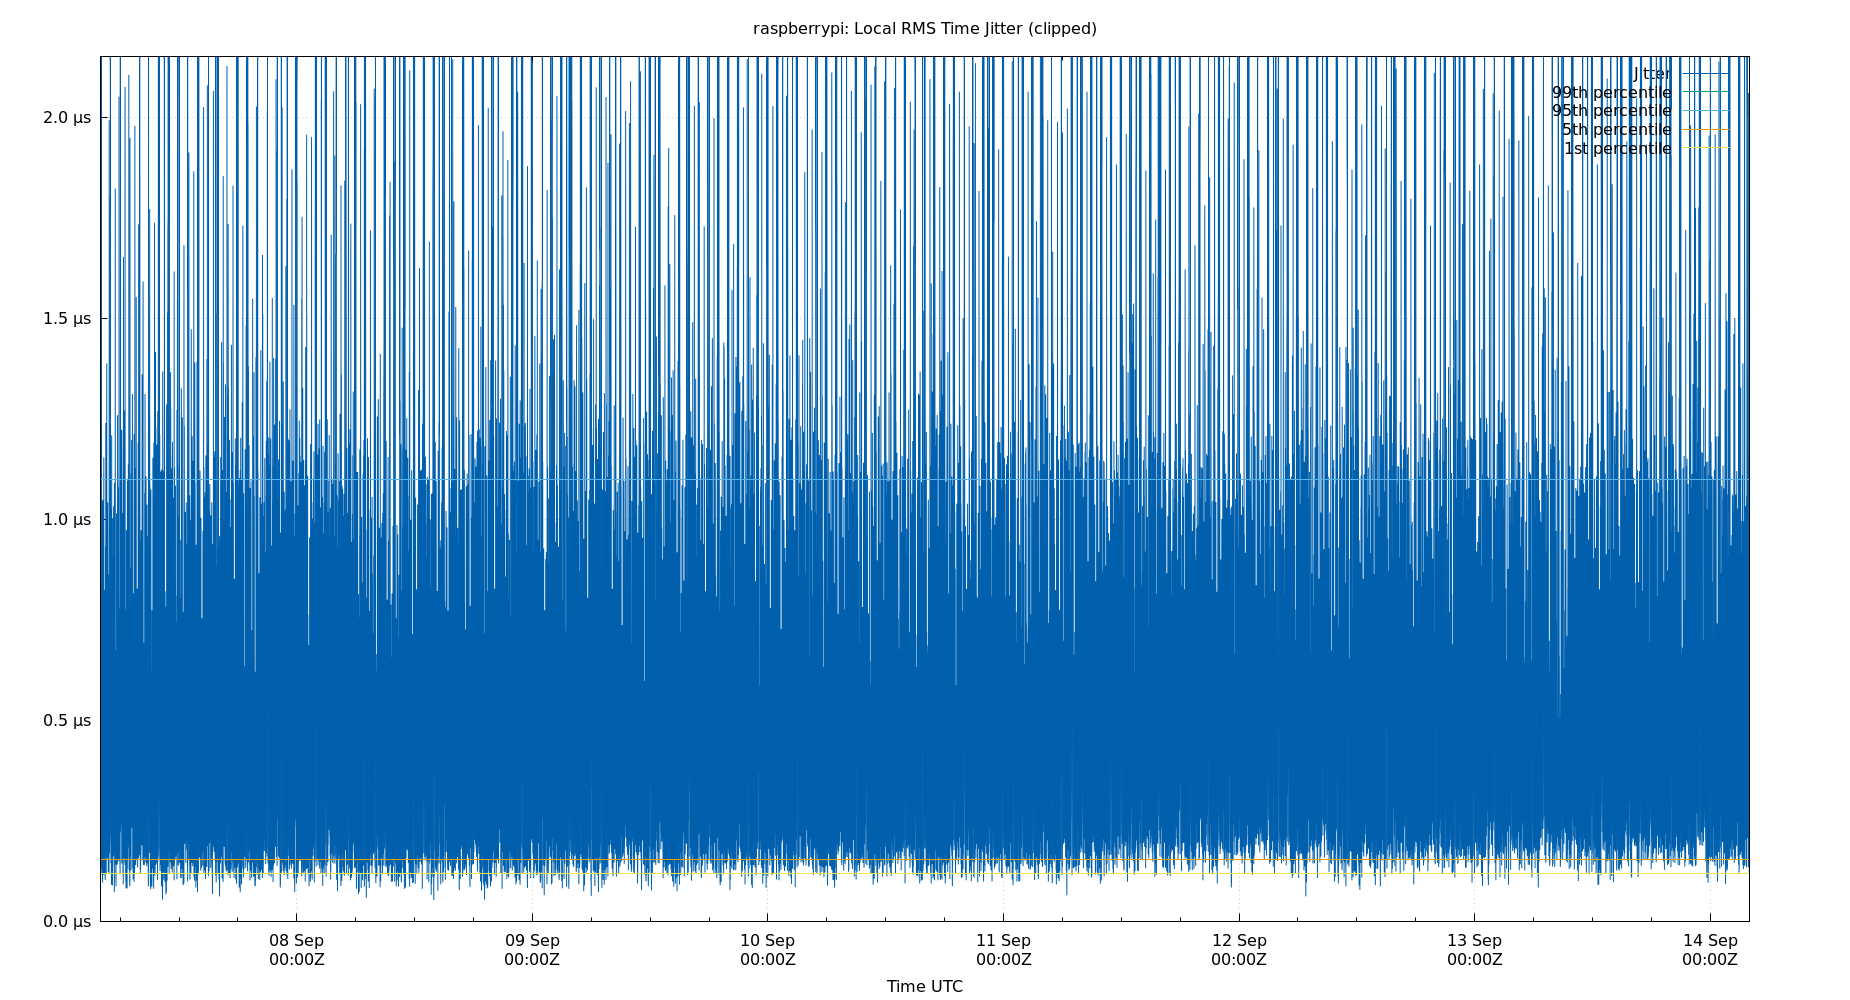 raspberrypi: Local RMS Time Jitter (clipped)
Jitter
99th percentile
95th percentile
5th percentile
1st percentile
2.0 µs
1.5 µs
1.0 µs
0.5 µs
0.0 µs
08 Sep 09 Sep 10 Sep 11 Sep 12 Sep 13 Sep 14 Sep
00:00Z 00:00Z 00:00Z 00:00Z 00:00Z 00:00Z 00:00Z
Time UTC